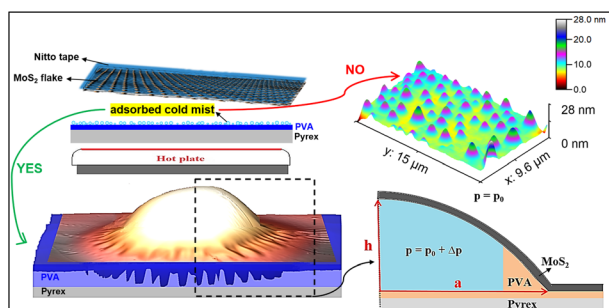 Nitto tape
MoS₂ flake
adsorbed cold mist
PVA
Pyrex
Hot plate
YES
NO
28.0 nm
20.0
10.0
0.0
28 nm
0 nm
y: 15 µm
x: 9.6 µm
PVA
Pyrex
p = p₀
h
p = p₀ + Δp
a
MoS₂
PVA
Pyrex